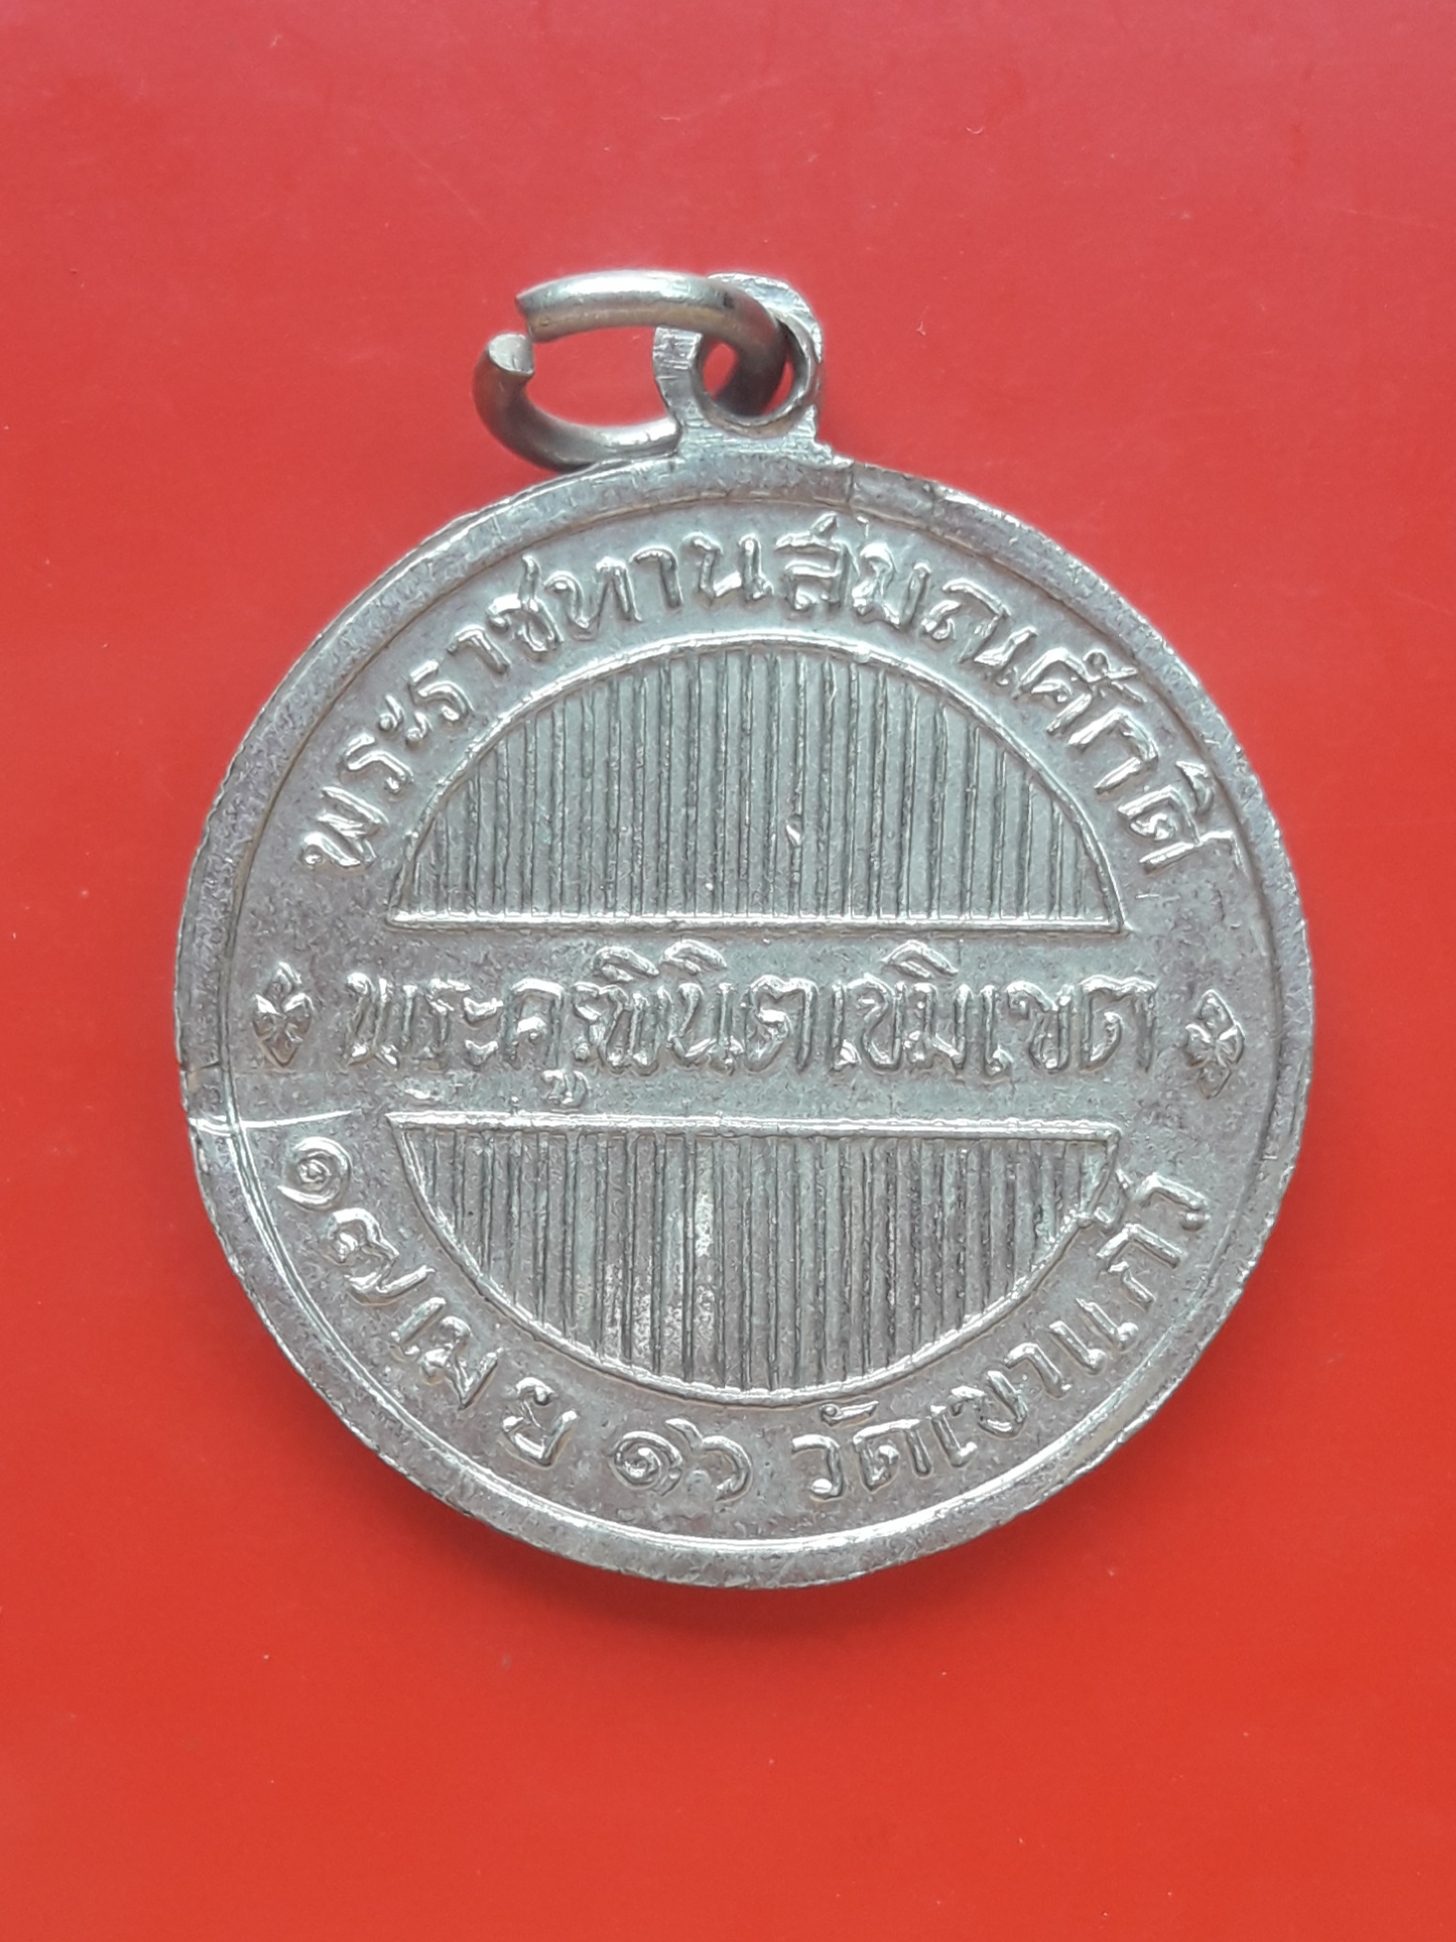 พระราชทานสมณศักดิ์
พระครูพินิตเขมิเขต
๑๗ เมย ๑๖ วัดเขาแก้ว